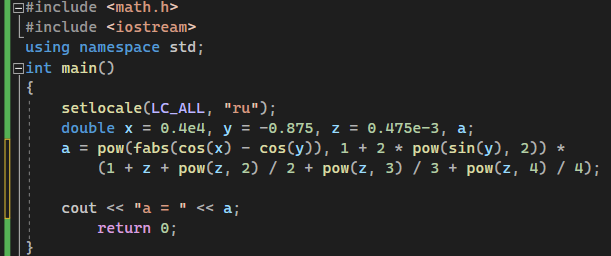 #include <math.h>
#include <iostream>
using namespace std;
int main()
{
setlocale(LC_ALL, "ru");
double x = 0.4e4, y = -0.875, z = 0.475e-3, a;
a = pow(fabs(cos(x) - cos(y)), 1 + 2 * pow(sin(y), 2)) *
(1 + z + pow(z, 2) / 2 + pow(z, 3) / 3 + pow(z, 4) / 4);
cout << "a = " << a;
return 0;
}